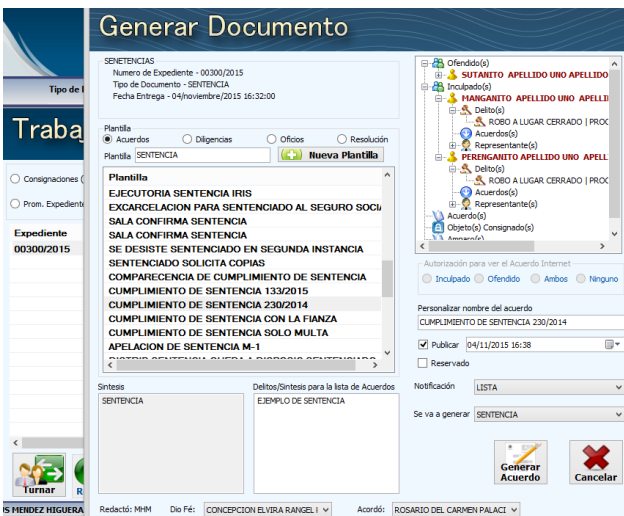 Generar Documento
Tipo de
Traba
Consignaciones (
Prom. Expediente
Expediente
00300/2015
Turnar
R
S MENDEZ HIGUERA
SENETENCIAS
Numero de Expediente - 00300/2015
Tipo de Documento - SENTENCIA
Fecha Entrega - 04/noviembre/2015 16:32:00
Plantilla
Acuerdos Diligencias Oficios Resolución
Plantilla SENTENCIA Nueva Plantilla
Plantilla
EJECUTORIA SENTENCIA IRIS
EXCARCELACION PARA SENTENCIADO AL SEGURO SOCI
SALA CONFIRMA SENTENCIA
SALA CONFIRMA SENTENCIA
SE DESISTE SENTENCIADO EN SEGUNDA INSTANCIA
SENTENCIADO SOLICITA COPIAS
COMPARECENCIA DE CUMPLIMIENTO DE SENTENCIA
CUMPLIMIENTO DE SENTENCIA 133/2015
CUMPLIMIENTO DE SENTENCIA 230/2014
CUMPLIMIENTO DE SENTENCIA CON LA FIANZA
CUMPLIMIENTO DE SENTENCIA SOLO MULTA
APELACION DE SENTENCIA M-1
Sintesis
SENTENCIA
Delitos/Sintesis para la lista de Acuerdos
EJEMPLO DE SENTENCIA
Redactó: MHM Dio Fé: CONCEPCION ELVIRA RANGEL Acordó: ROSARIO DEL CARMEN PALACI
Ofendido(s)
SUTANITO APELLIDO UNO APELLIDO
Inculpado(s)
MANGANITO APELLIDO UNO APELLI
Delito(s)
ROBO A LUGAR CERRADO | PROC
Acuerdos(s)
Representante(s)
PERENGANITO APELLIDO UNO APELL
Delito(s)
ROBO A LUGAR CERRADO | PROC
Acuerdos(s)
Representante(s)
Acuerdo(s)
Objeto(s) Consignado(s)
Amparo(s)
Autorización para ver el Acuerdo Internet
Inculpado Ofendido Ambos Ninguno
Personalizar nombre del acuerdo
CUMPLIMIENTO DE SENTENCIA 230/2014
Publicar 04/11/2015 16:38
Reservado
Notificación LISTA
Se va a generar SENTENCIA
Generar
Acuerdo
Cancelar